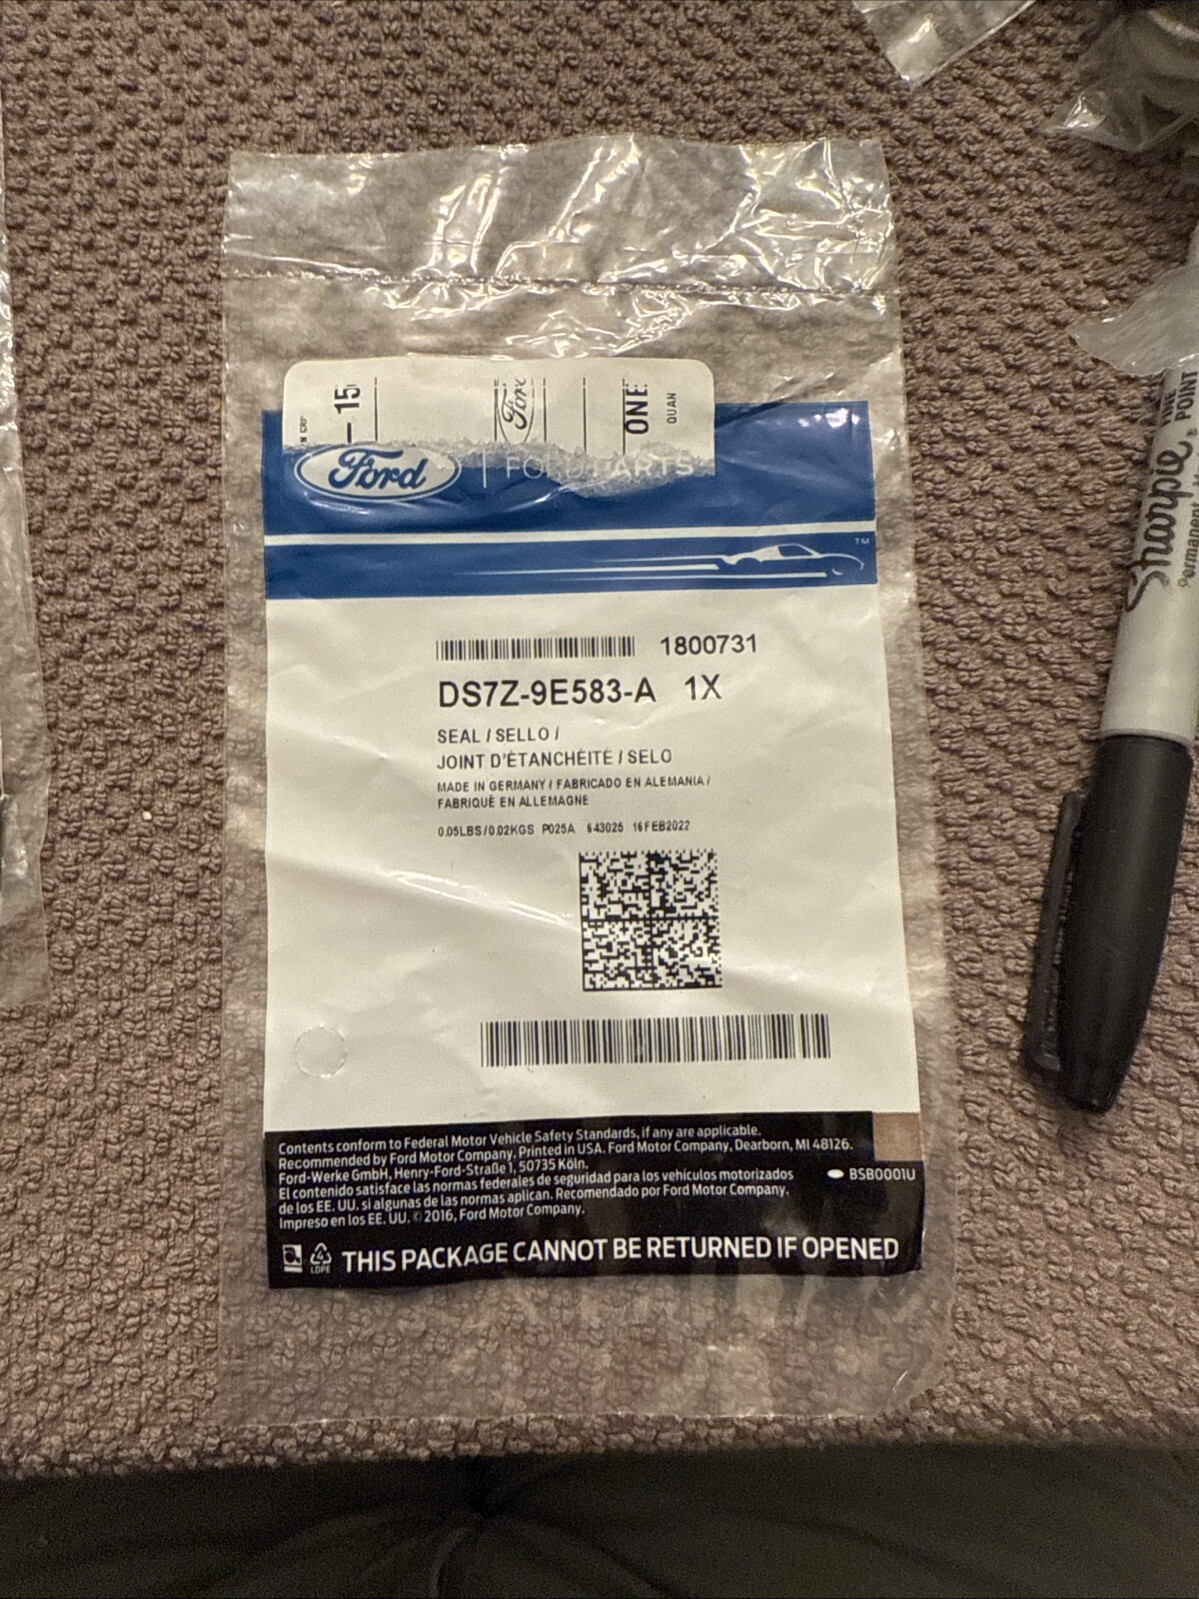 15
Ford
ONE
QUAN
Ford FORD PARTS
TM
1800731
DS7Z-9E583-A 1X
SEAL / SELLO /
JOINT D'ÉTANCHÉITÉ / SELO
MADE IN GERMANY / FABRICADO EN ALEMANIA /
FABRIQUÉ EN ALLEMAGNE
0.05LBS/0.02KGS P025A 643025 16FEB2022
Contents conform to Federal Motor Vehicle Safety Standards, if any are applicable.
Recommended by Ford Motor Company. Printed in USA. Ford Motor Company, Dearborn, MI 48126.
Ford-Werke GmbH, Henry-Ford-Straße 1, 50735 Köln.
El contenido satisface las normas federales de seguridad para los vehículos motorizados
de los EE. UU. si algunas de las normas aplican. Recomendado por Ford Motor Company.
Impreso en los EE. UU. © 2016, Ford Motor Company.
BSB0001U
4
LDPE
THIS PACKAGE CANNOT BE RETURNED IF OPENED
Sharpie
POINT